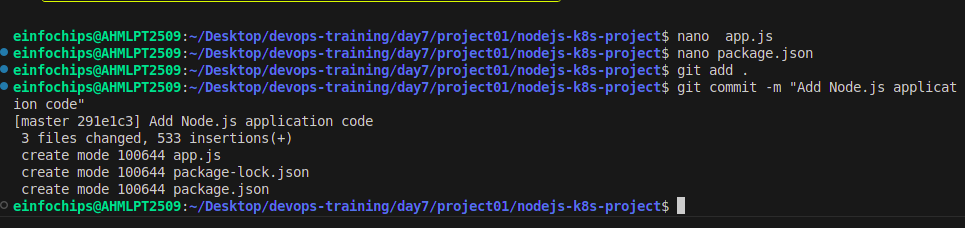 einfochips@AHMLPT2509:~/Desktop/devops-training/day7/project01/nodejs-k8s-project$ nano  app.js
einfochips@AHMLPT2509:~/Desktop/devops-training/day7/project01/nodejs-k8s-project$ nano package.json
einfochips@AHMLPT2509:~/Desktop/devops-training/day7/project01/nodejs-k8s-project$ git add .
einfochips@AHMLPT2509:~/Desktop/devops-training/day7/project01/nodejs-k8s-project$ git commit -m "Add Node.js applicat
ion code"
[master 291e1c3] Add Node.js application code
 3 files changed, 533 insertions(+)
 create mode 100644 app.js
 create mode 100644 package-lock.json
 create mode 100644 package.json
einfochips@AHMLPT2509:~/Desktop/devops-training/day7/project01/nodejs-k8s-project$